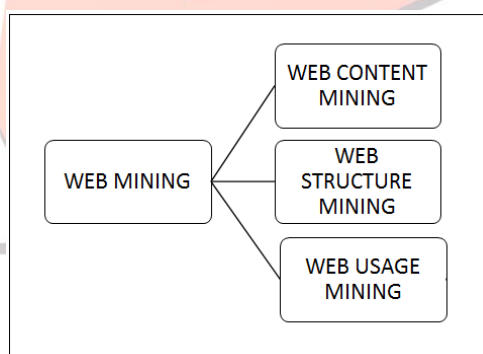 WEB CONTENT
MINING
WEB MINING
WEB
STRUCTURE
MINING
WEB USAGE
MINING